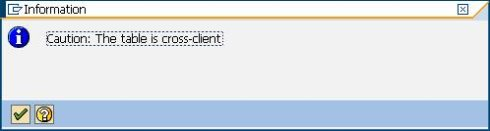 Information
Caution: The table is cross-client